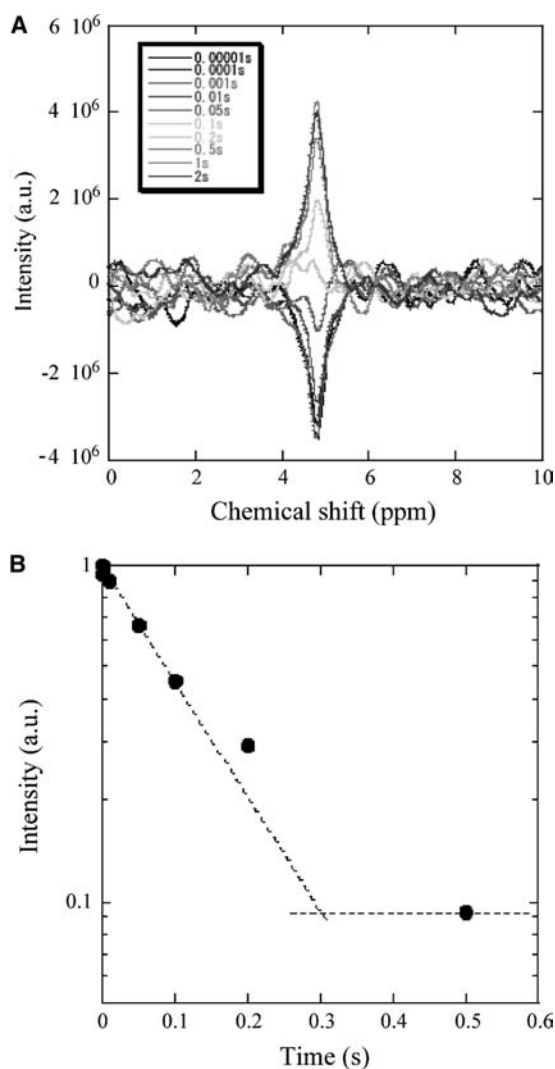 A
6 10⁶
4 10⁶
2 10⁶
0
-2 10⁶
-4 10⁶
Intensity (a.u.)
0.00001s
0.0001s
0.001s
0.01s
0.05s
0.1s
0.2s
0.5s
1s
2s
0 2 4 6 8 10
Chemical shift (ppm)
B
1
0.1
Intensity (a.u.)
0 0.1 0.2 0.3 0.4 0.5 0.6
Time (s)